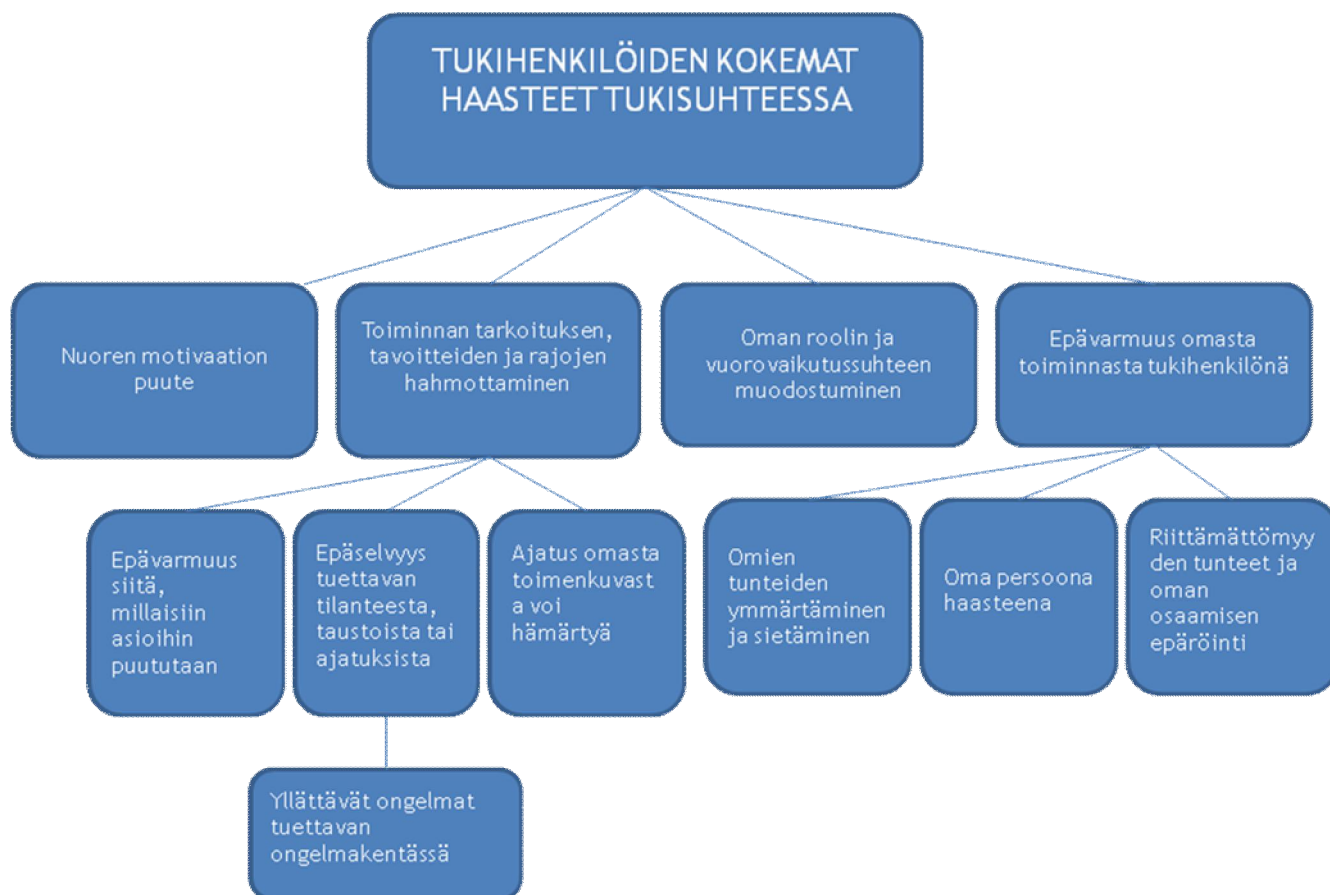 TUKIHENKILÖIDEN KOKEMAT
HAASTEET TUKISUHTEESSA
Nuoren motivaation
puute
Toiminnan tarkoituksen,
tavoitteiden ja rajojen
hahmottaminen
Oman roolin ja
vuorovaikutussuhteen
muodostuminen
Epävarmuus omasta
toiminnasta tukihenkilönä
Epävarmuus
siitä,
millaisiin
asioihin
puututaan
Epäselvyys
tuettavan
tilanteesta,
taustoista tai
ajatuksista
Ajatus omasta
toimenkuvast
a voi
hämärtyä
Omien
tunteiden
ymmärtäminen
ja sietäminen
Oma persoona
haasteena
Riittämättömyy
den tunteet ja
oman
osaamisen
epäröinti
Yllättävät ongelmat
tuettavan
ongelmakentässä